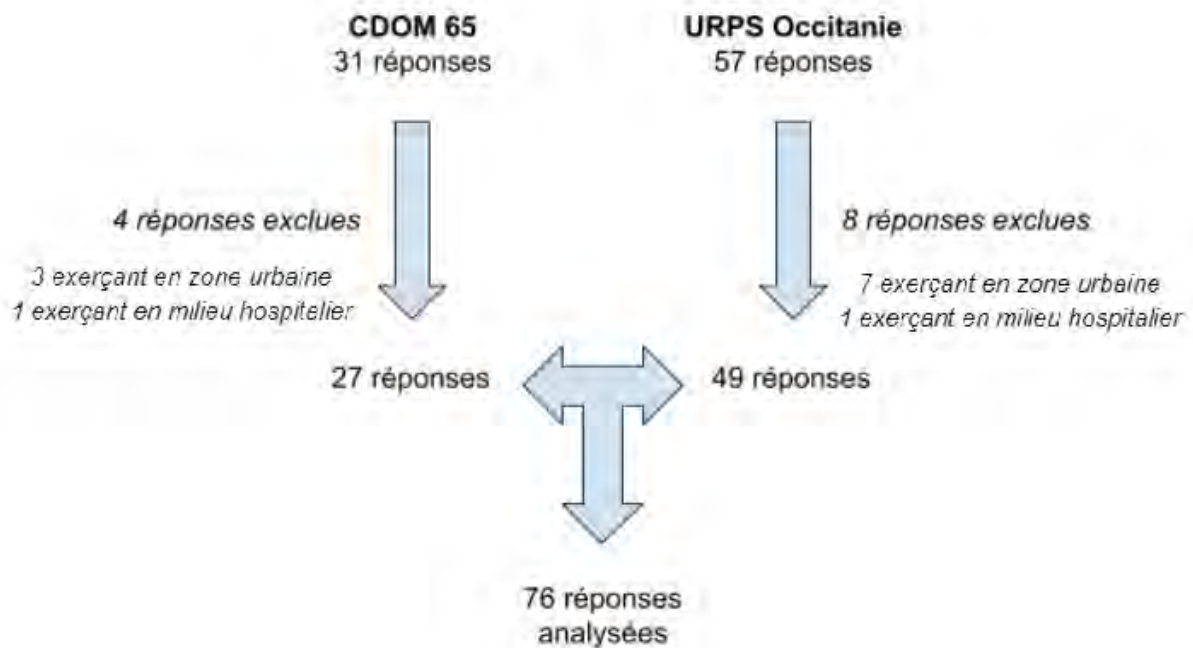 CDOM 65
31 réponses
URPS Occitanie
57 réponses
4 réponses exclues
3 exerçant en zone urbaine
1 exerçant en milieu hospitalier
8 réponses exclues
7 exerçant en zone urbaine
1 exerçant en milieu hospitalier
27 réponses
49 réponses
76 réponses
analysées